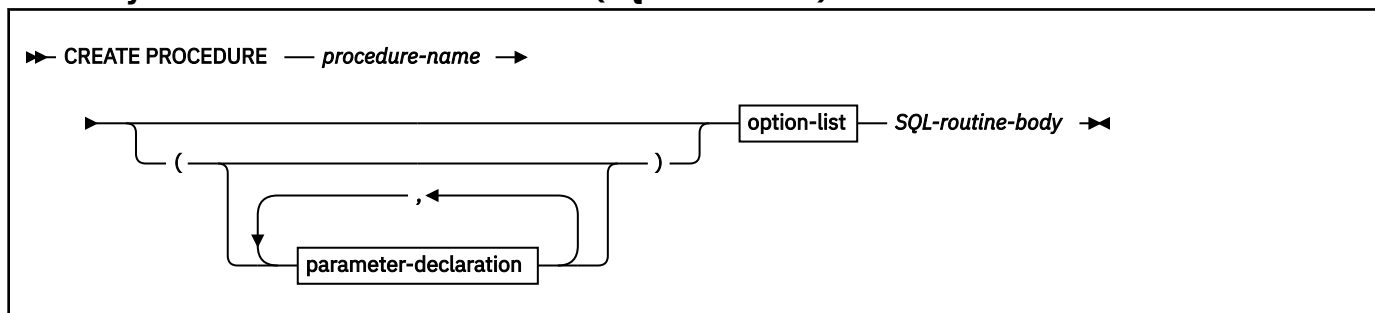 CREATE PROCEDURE procedure-name
option-list SQL-routine-body
( )
,
parameter-declaration